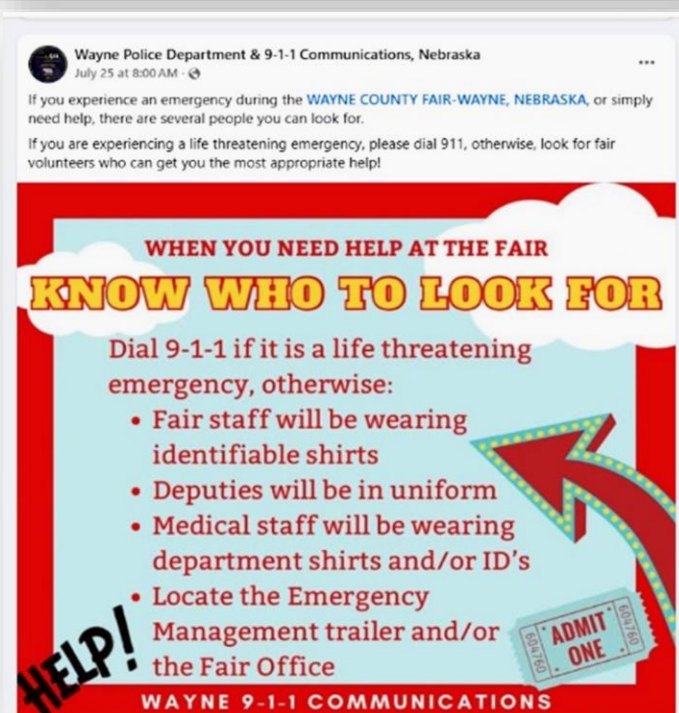 Wayne Police Department & 9-1-1 Communications, Nebraska
July 25 at 8:00 AM ·
If you experience an emergency during the WAYNE COUNTY FAIR-WAYNE, NEBRASKA, or simply
need help, there are several people you can look for.
If you are experiencing a life threatening emergency, please dial 911, otherwise, look for fair
volunteers who can get you the most appropriate help!
WHEN YOU NEED HELP AT THE FAIR
KNOW WHO TO LOOK FOR
Dial 9-1-1 if it is a life threatening
emergency, otherwise:
• Fair staff will be wearing
identifiable shirts
• Deputies will be in uniform
• Medical staff will be wearing
department shirts and/or ID's
• Locate the Emergency
Management trailer and/or
the Fair Office
HELP!
604760
ADMIT
ONE
604760
WAYNE 9-1-1 COMMUNICATIONS